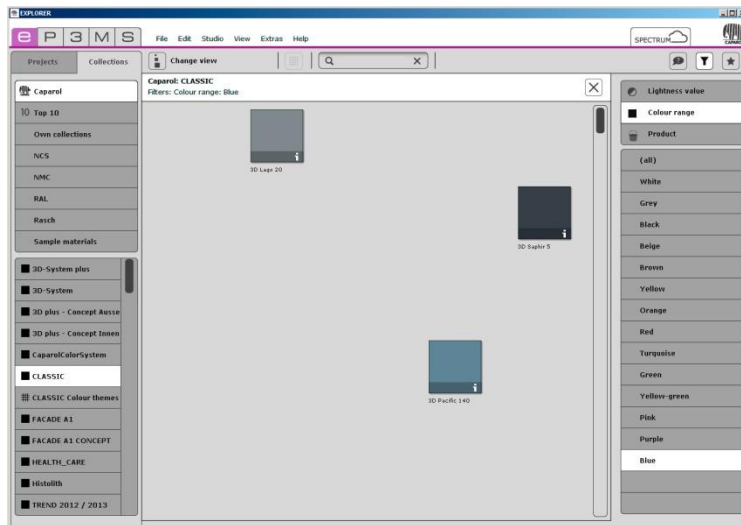 EXPLORER
e P 3 M S
File Edit Studio View Extras Help
SPECTRUM
CAPAROL
Projects Collections
Change view
X
Caparol
10 Top 10
Own collections
NCS
NMC
RAL
Rasch
Sample materials
3D-System plus
3D-System
3D plus - Concept Ausse
3D plus - Concept Innen
CaparolColorSystem
CLASSIC
CLASSIC Colour themes
FACADE A1
FACADE A1 CONCEPT
HEALTH_CARE
Histolith
TREND 2012 / 2013
Caparol: CLASSIC
Filters: Colour range: Blue
i
3D Lago 20
i
3D Saphir 5
i
3D Pacific 140
Lightness value
Colour range
Product
(all)
White
Grey
Black
Beige
Brown
Yellow
Orange
Red
Turquoise
Green
Yellow-green
Pink
Purple
Blue